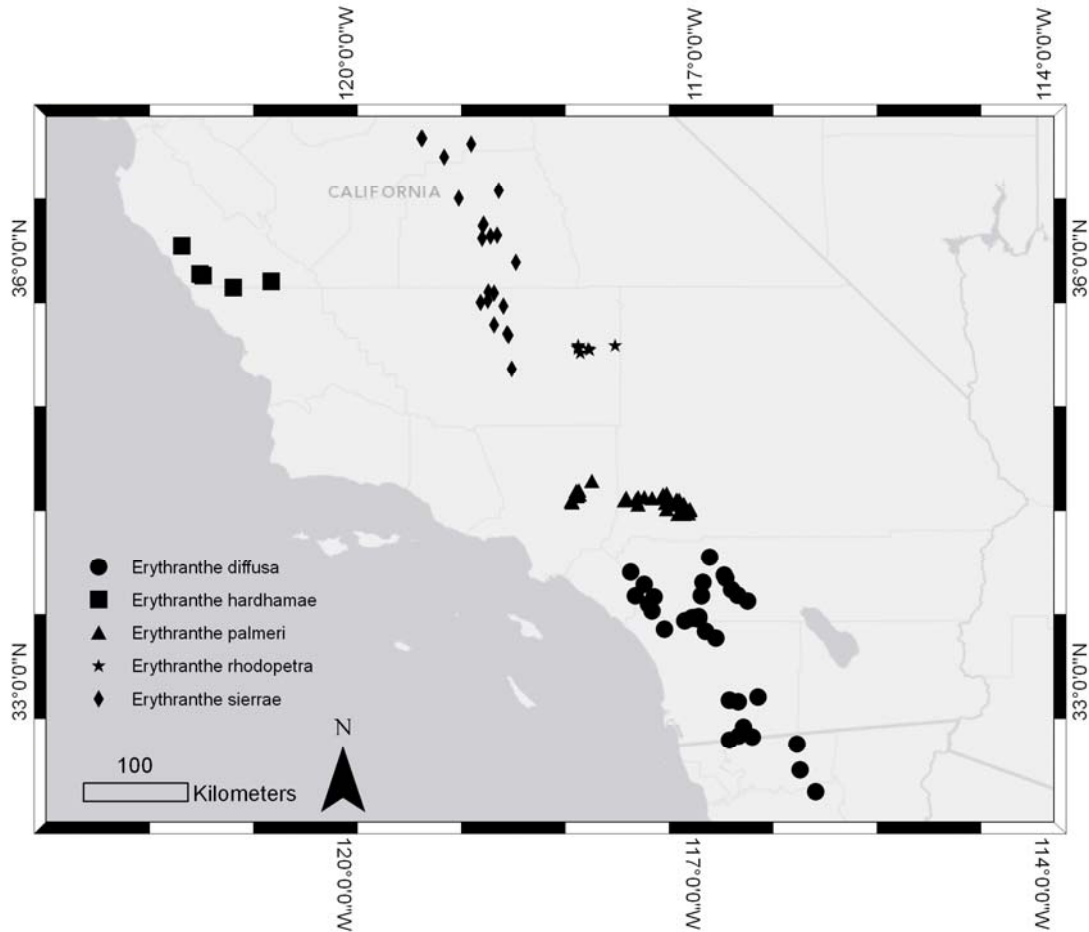 120°0'0"W
117°0'0"W
114°0'0"W
36°0'0"N
36°0'0"N
CALIFORNIA
Erythranthe diffusa
Erythranthe hardhamae
Erythranthe palmeri
Erythranthe rhodopetra
Erythranthe sierrae
33°0'0"N
33°0'0"N
N
100
Kilometers
120°0'0"W
117°0'0"W
114°0'0"W